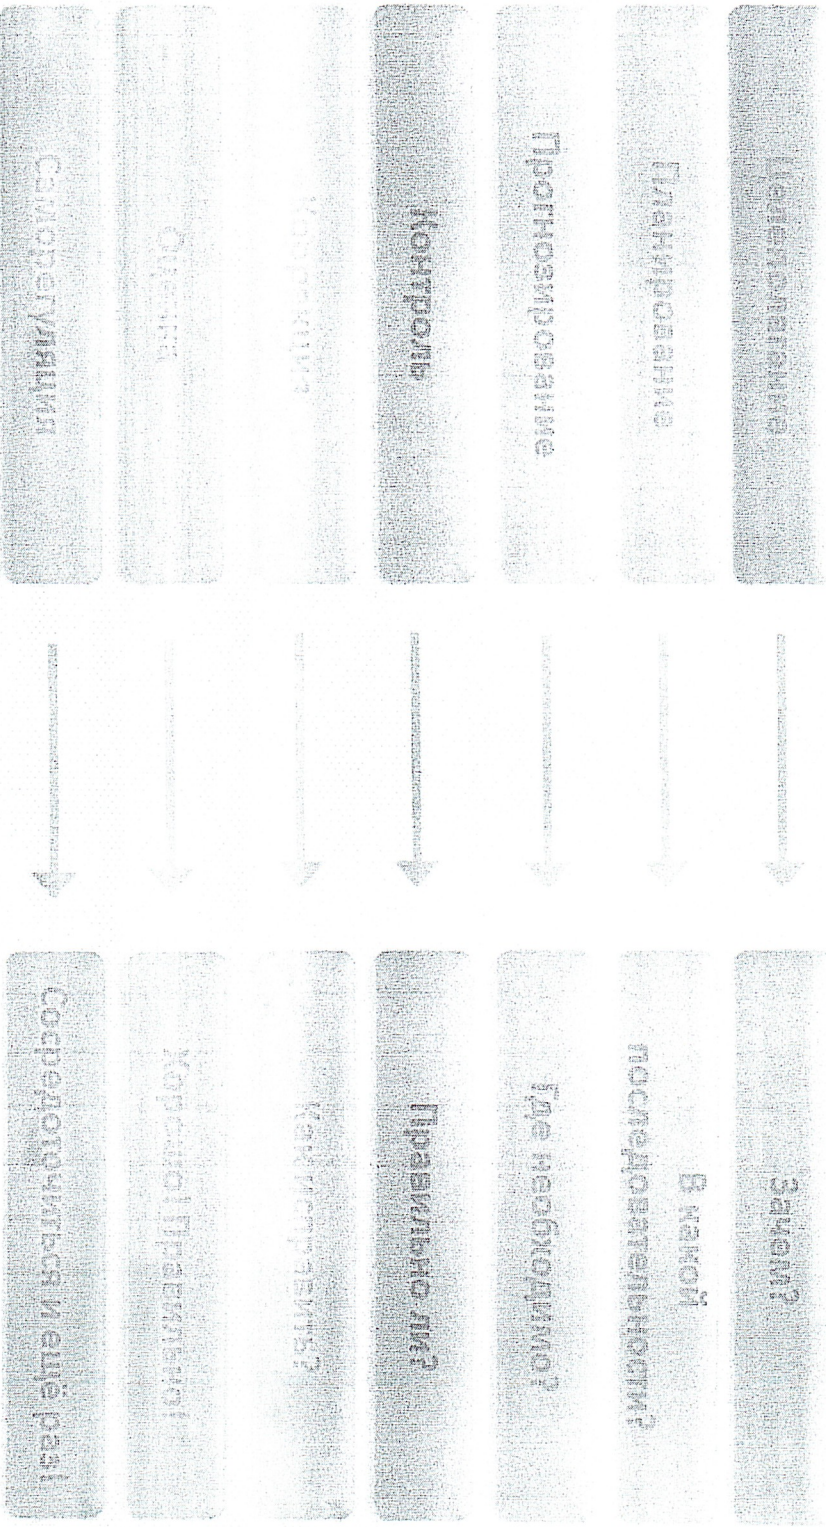 Целеполагание
Зачем?
Планирование
В какой
последовательности?
Прогнозирование
Где необходимо?
Контроль
Правильно ли?
Коррекция
Как исправить?
Оценка
Хорошо! Правильно!
Саморегуляция
Сосредоточиться и ещё раз!